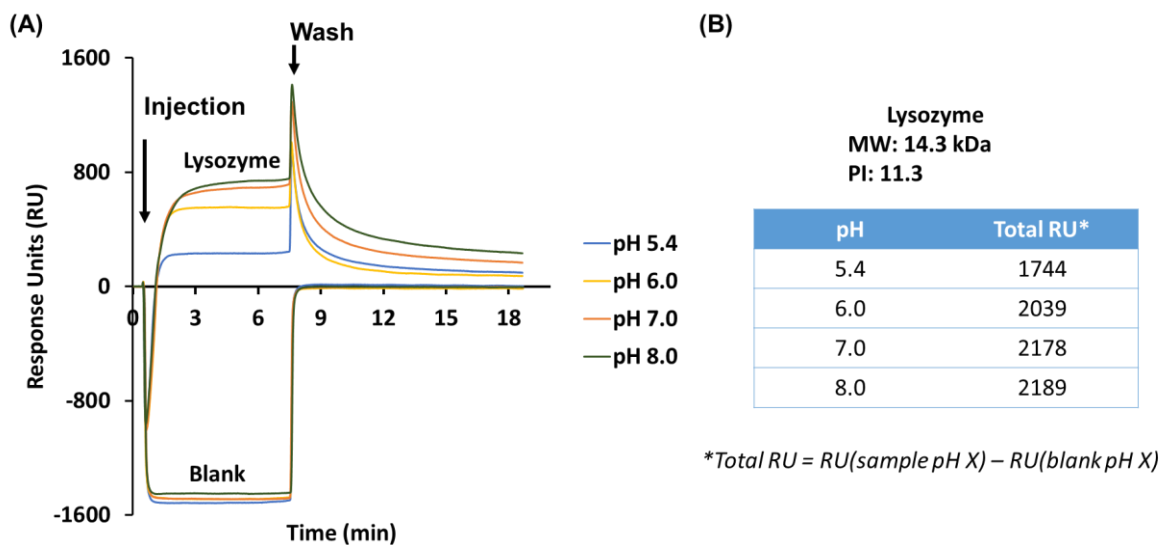 (A)
Wash
Injection
Lysozyme
Blank
1600
800
0
-800
-1600
Response Units (RU)
0 3 6 9 12 15 18
Time (min)
pH 5.4
pH 6.0
pH 7.0
pH 8.0
(B)
Lysozyme
MW: 14.3 kDa
PI: 11.3
pH Total RU*
5.4 1744
6.0 2039
7.0 2178
8.0 2189
*Total RU = RU(sample pH X) – RU(blank pH X)